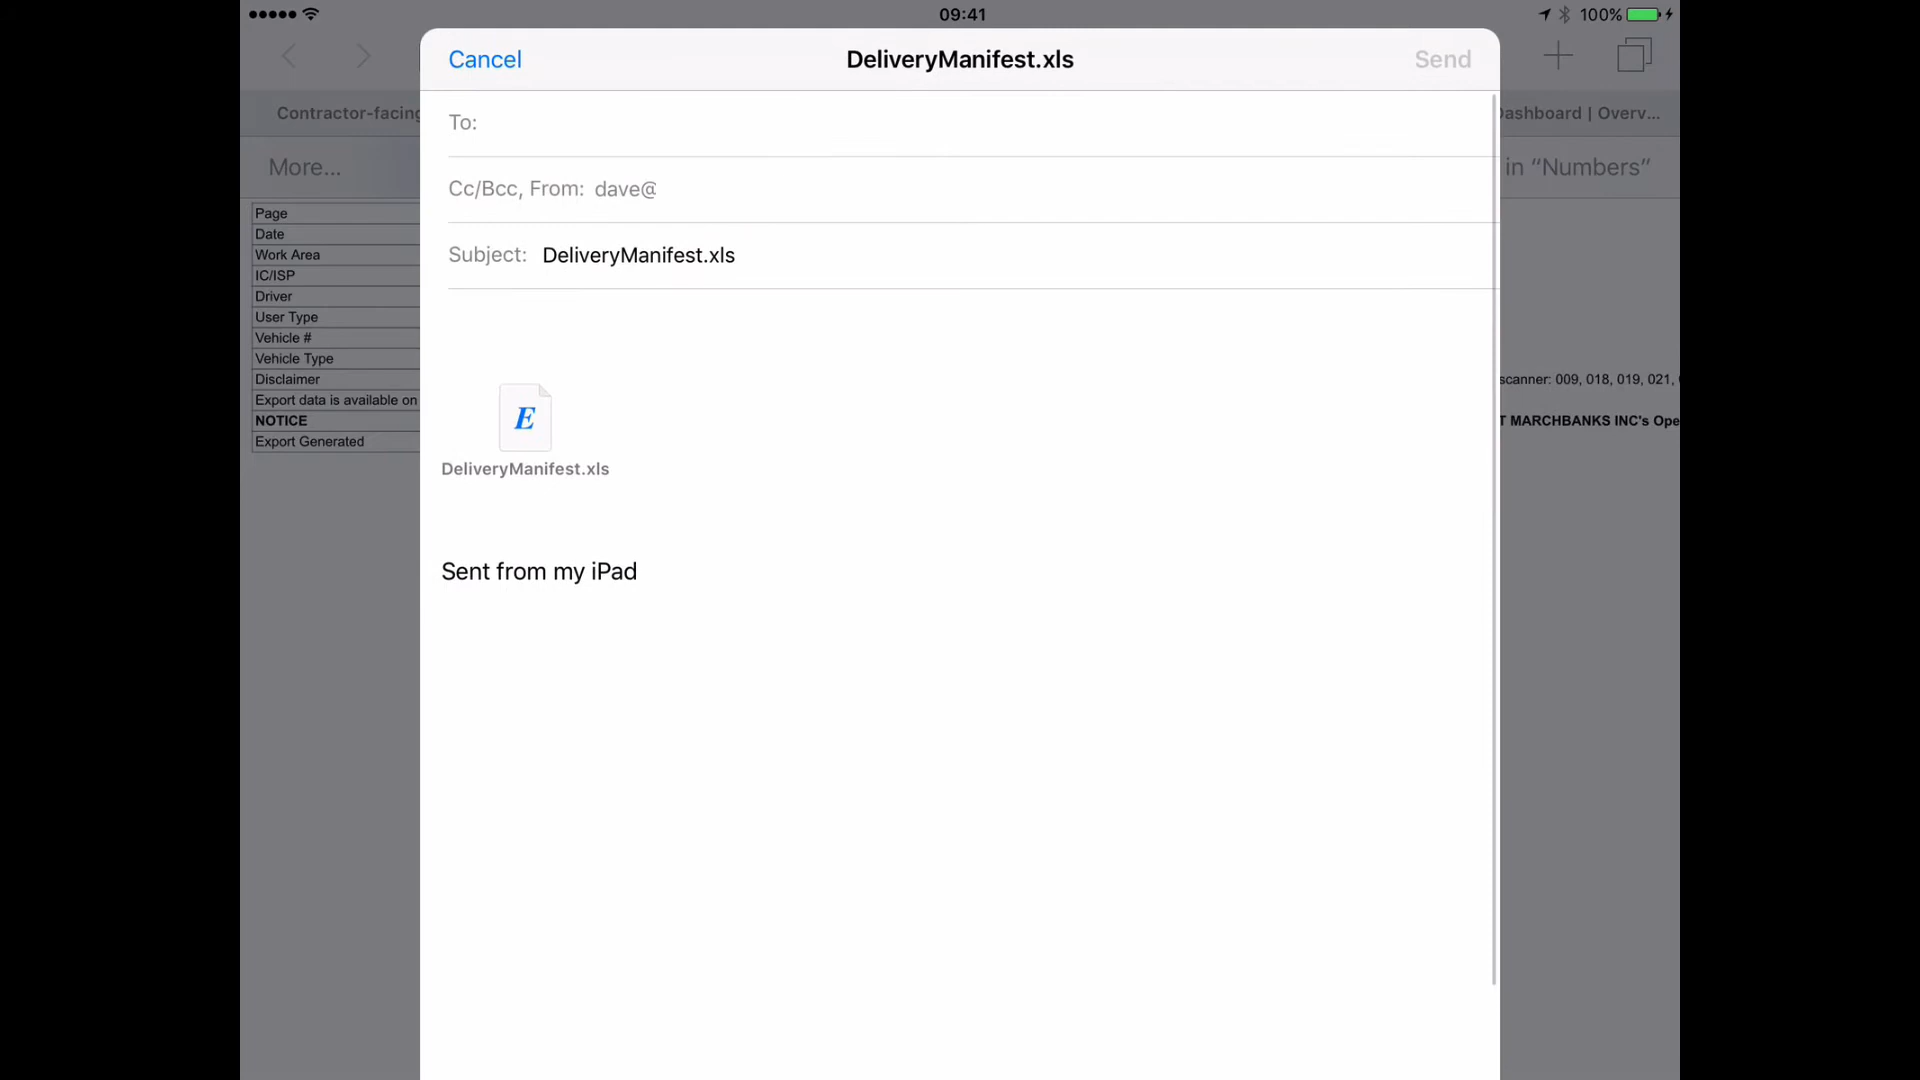 09:41
100%
Cancel
DeliveryManifest.xls
Send
Contractor-facing
Dashboard | Overv...
To:
More...
in “Numbers”
Cc/Bcc, From: dave@
Page
Date
Subject: DeliveryManifest.xls
Work Area
IC/ISP
Driver
User Type
Vehicle #
Vehicle Type
Disclaimer
scanner: 009, 018, 019, 021,
Export data is available on
NOTICE
T MARCHBANKS INC's Ope
Export Generated
E
DeliveryManifest.xls
Sent from my iPad